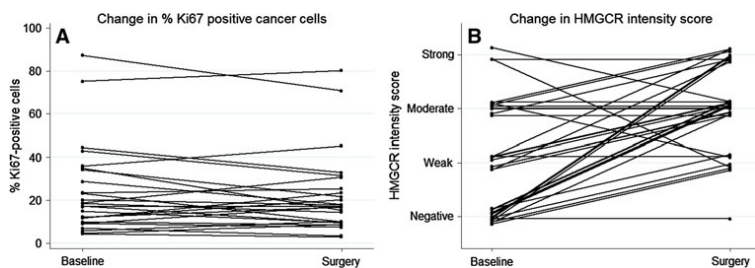 Change in % Ki67 positive cancer cells
A
100
80
60
40
20
0
% Ki67-positive cells
Baseline
Surgery
Change in HMGCR intensity score
B
Strong
Moderate
Weak
Negative
HMGCR intensity score
Baseline
Surgery